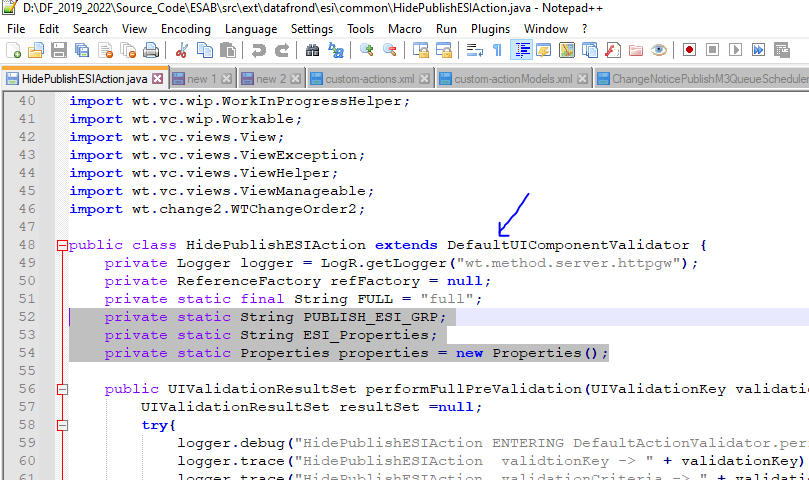 D:\DF_2019_2022\Source_Code\ESAB\src\ext\datafrond\esi\common\HidePublishESIAction.java - Notepad++
File Edit Search View Encoding Language Settings Tools Macro Run Plugins Window ?
HidePublishESIAction.java new 1 new 2 custom-actions.xml custom-actionModels.xml ChangeNoticePublishM3QueueScheduler
40 import wt.vc.wip.WorkInProgressHelper;
41 import wt.vc.wip.Workable;
42 import wt.vc.views.View;
43 import wt.vc.views.ViewException;
44 import wt.vc.views.ViewHelper;
45 import wt.vc.views.ViewManageable;
46 import wt.change2.WTChangeOrder2;
47
48 public class HidePublishESIAction extends DefaultUIComponentValidator {
49 private Logger logger = LogR.getLogger("wt.method.server.httpgw");
50 private ReferenceFactory refFactory = null;
51 private static final String FULL = "full";
52 private static String PUBLISH_ESI_GRP;
53 private static String ESI_Properties;
54 private static Properties properties = new Properties();
55
56 public UIValidationResultSet performFullPreValidation(UIValidationKey validatio
57 UIValidationResultSet resultSet =null;
58 try{
59 logger.debug("HidePublishESIAction ENTERING DefaultActionValidator.per
60 logger.trace("HidePublishESIAction  validtionKey -> " + validationKey)
61 logger.trace("HidePublishESIAction  validationCriteria -> " + validat